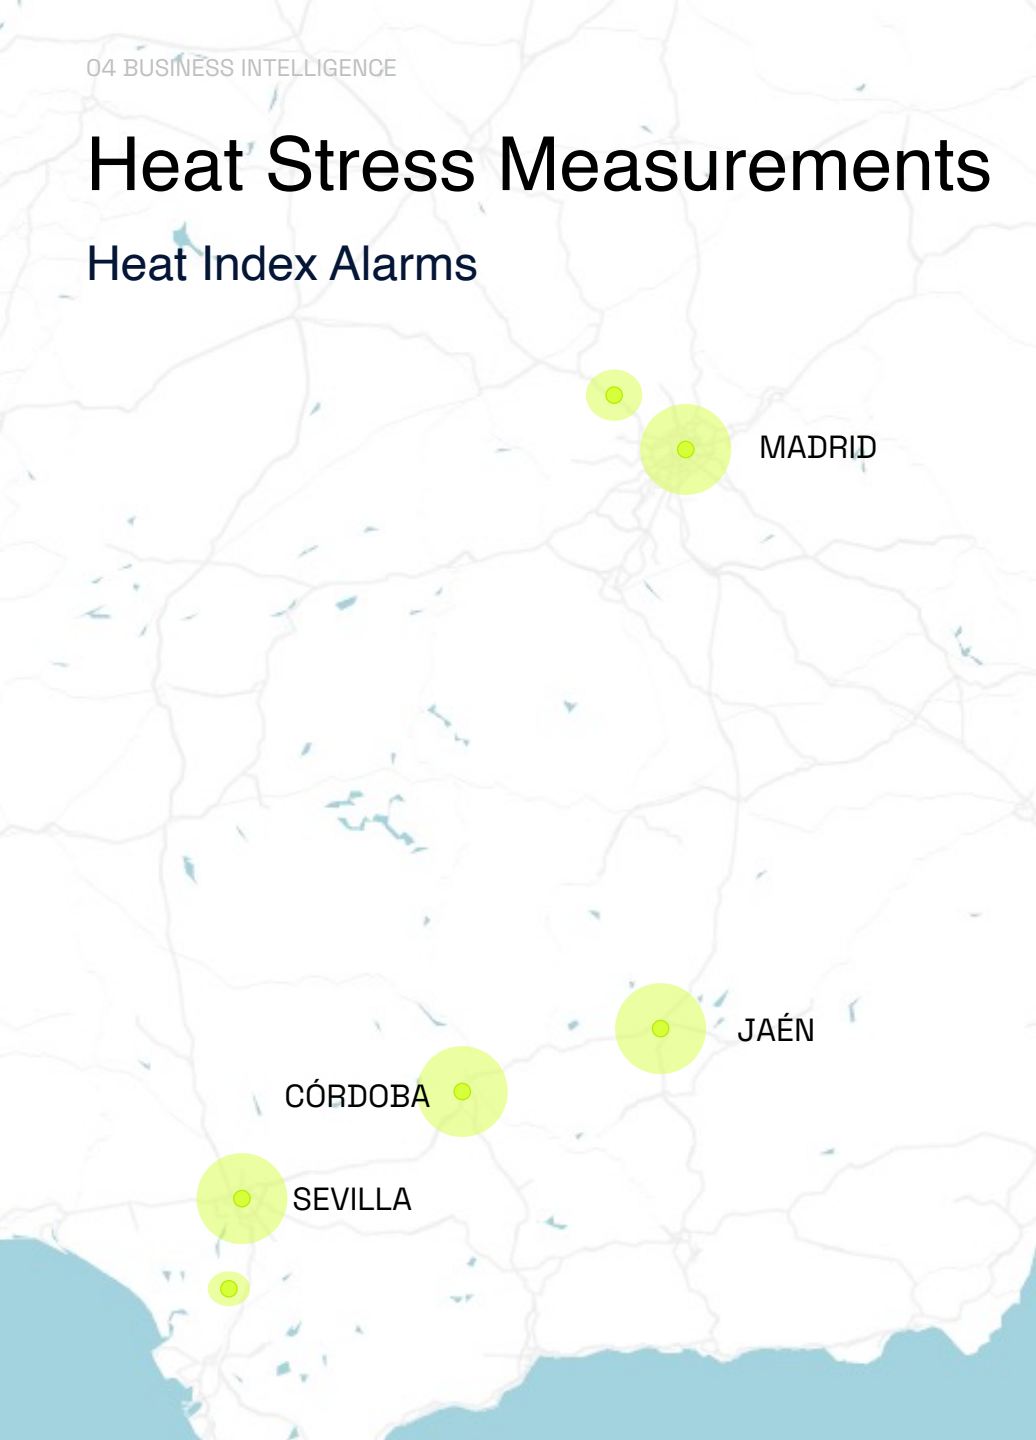 04 BUSINESS INTELLIGENCE
Heat Stress Measurements
Heat Index Alarms
MADRID
JAÉN
CÓRDOBA
SEVILLA